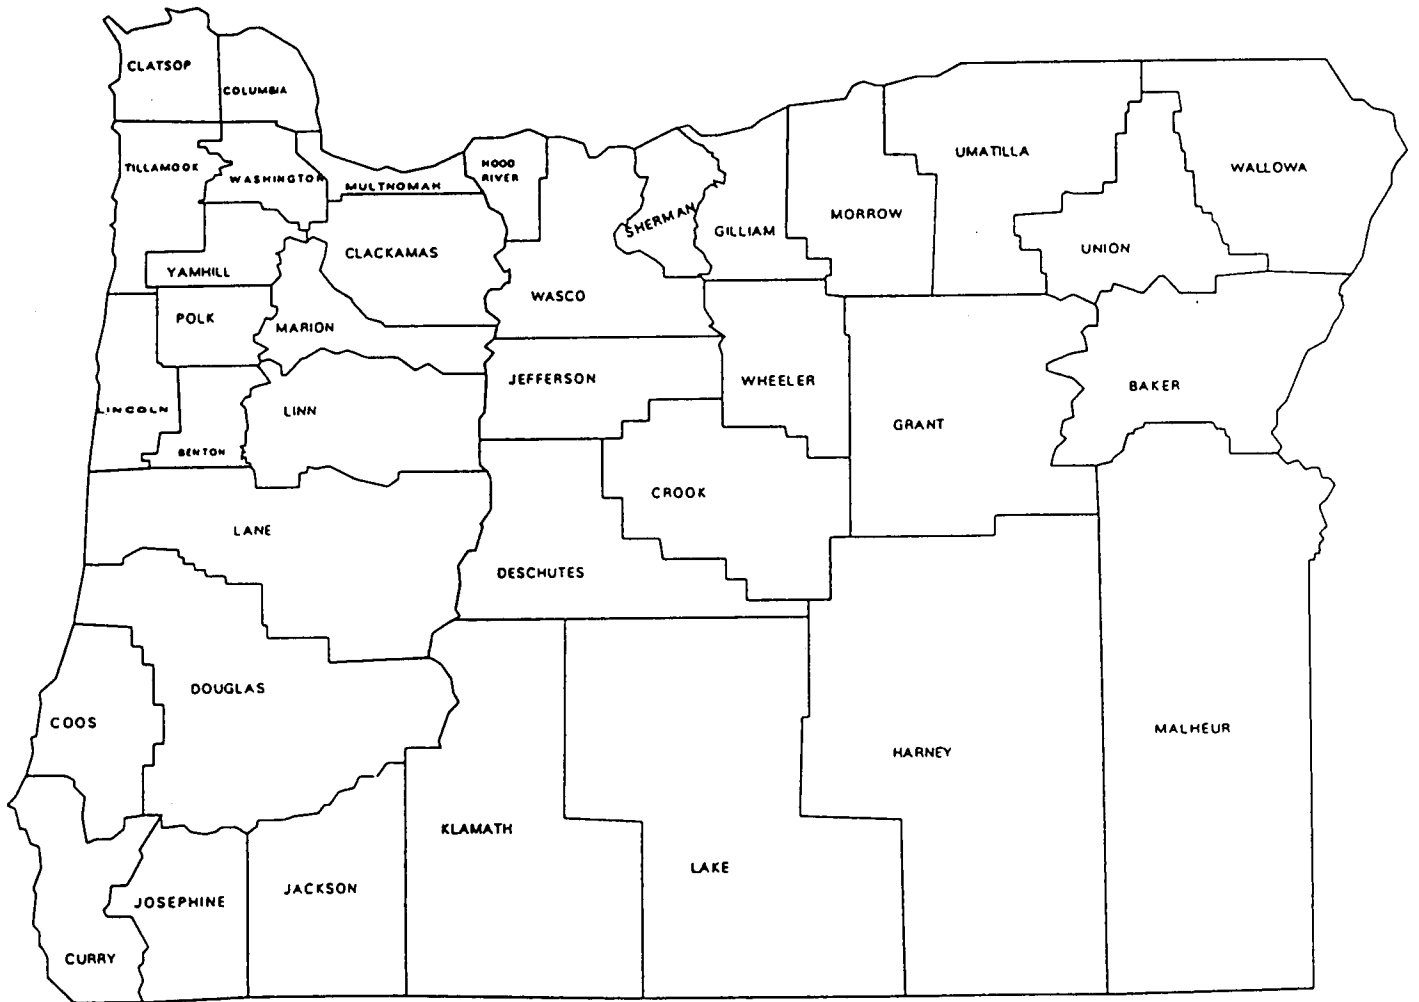 CLATSOP
COLUMBIA
TILLAMOOK
WASHINGTON
MULTNOMAH
HOOD
RIVER
SHERMAN
GILLIAM
MORROW
UMATILLA
WALLOWA
UNION
CLACKAMAS
YAMHILL
WASCO
POLK
MARION
JEFFERSON
WHEELER
BAKER
LINCOLN
LINN
GRANT
BENTON
CROOK
LANE
DESCHUTES
DOUGLAS
COOS
MALHEUR
HARNEY
KLAMATH
LAKE
JACKSON
JOSEPHINE
CURRY